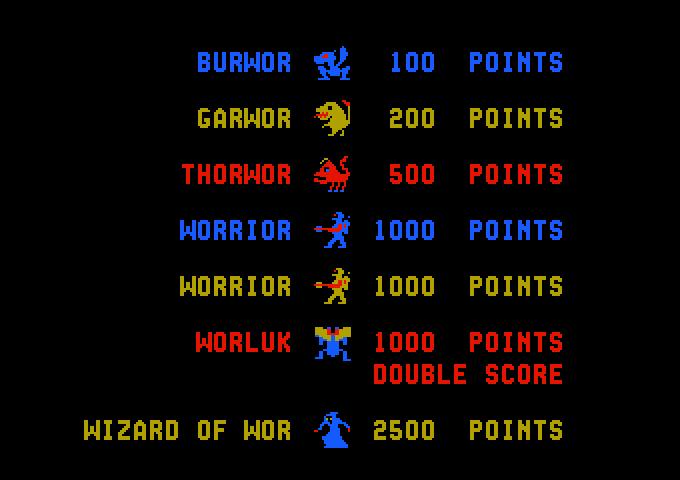 BURWOR 100 POINTS
GARWOR 200 POINTS
THORWOR 500 POINTS
WORRIOR 1000 POINTS
WORRIOR 1000 POINTS
WORLUK 1000 POINTS
DOUBLE SCORE
WIZARD OF WOR 2500 POINTS